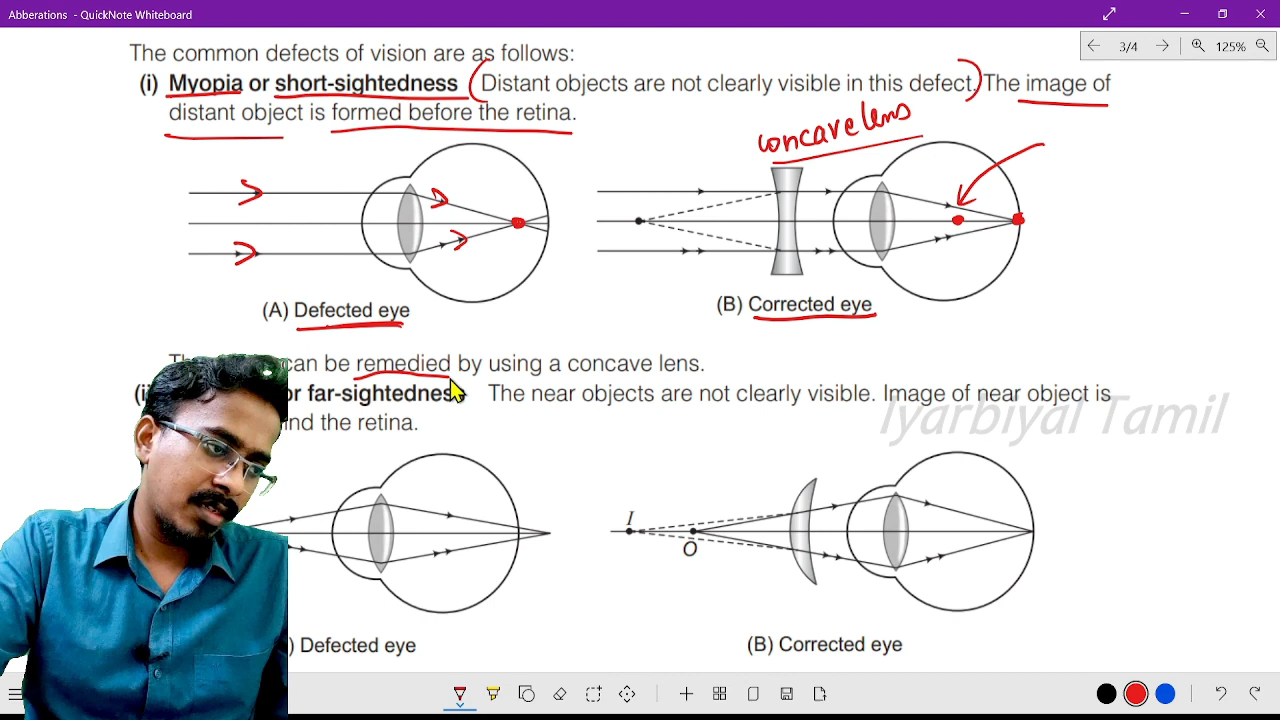 Abberations - QuickNote Whiteboard
3/4
125%
The common defects of vision are as follows:
(i) Myopia or short-sightedness (Distant objects are not clearly visible in this defect.) The image of
distant object is formed before the retina.
concave lens
(A) Defected eye
(B) Corrected eye
can be remedied by using a concave lens.
or far-sightedness The near objects are not clearly visible. Image of near object is
the retina.
Iyarbiyal Tamil
I
O
Defected eye
(B) Corrected eye